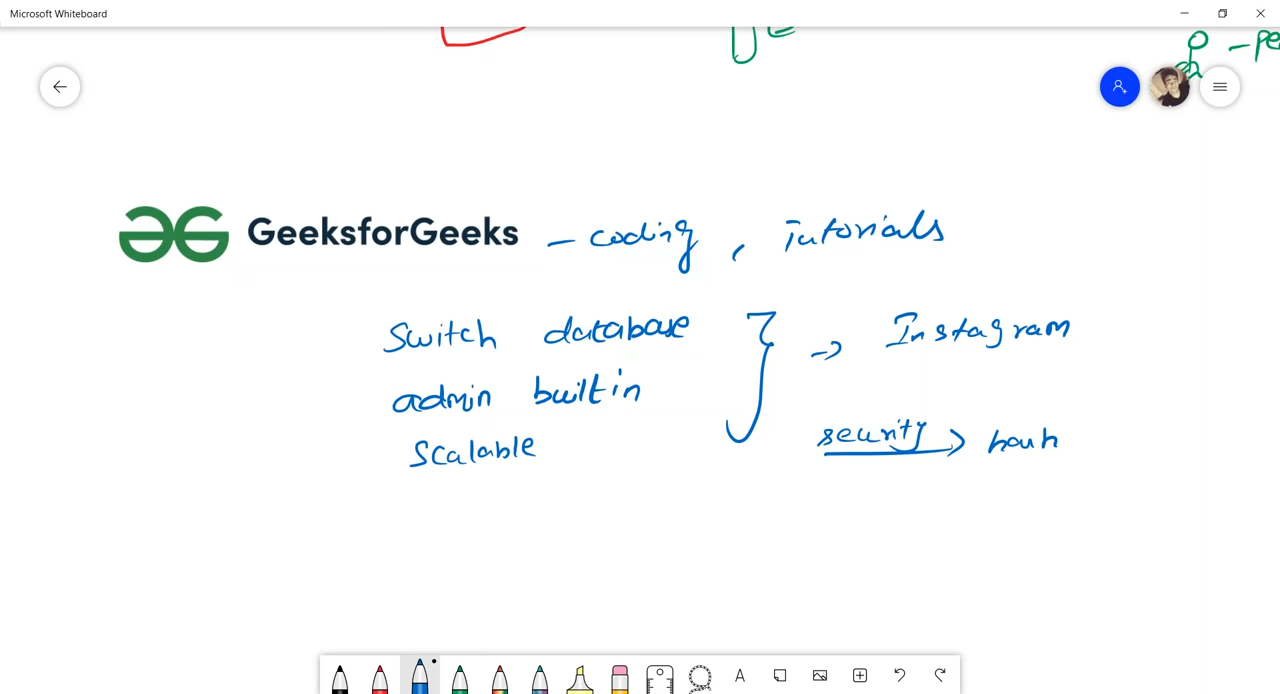 Microsoft Whiteboard
GeeksforGeeks - coding, Tutorials
Switch database
admin builtin
Scalable
} → Instagram
security →